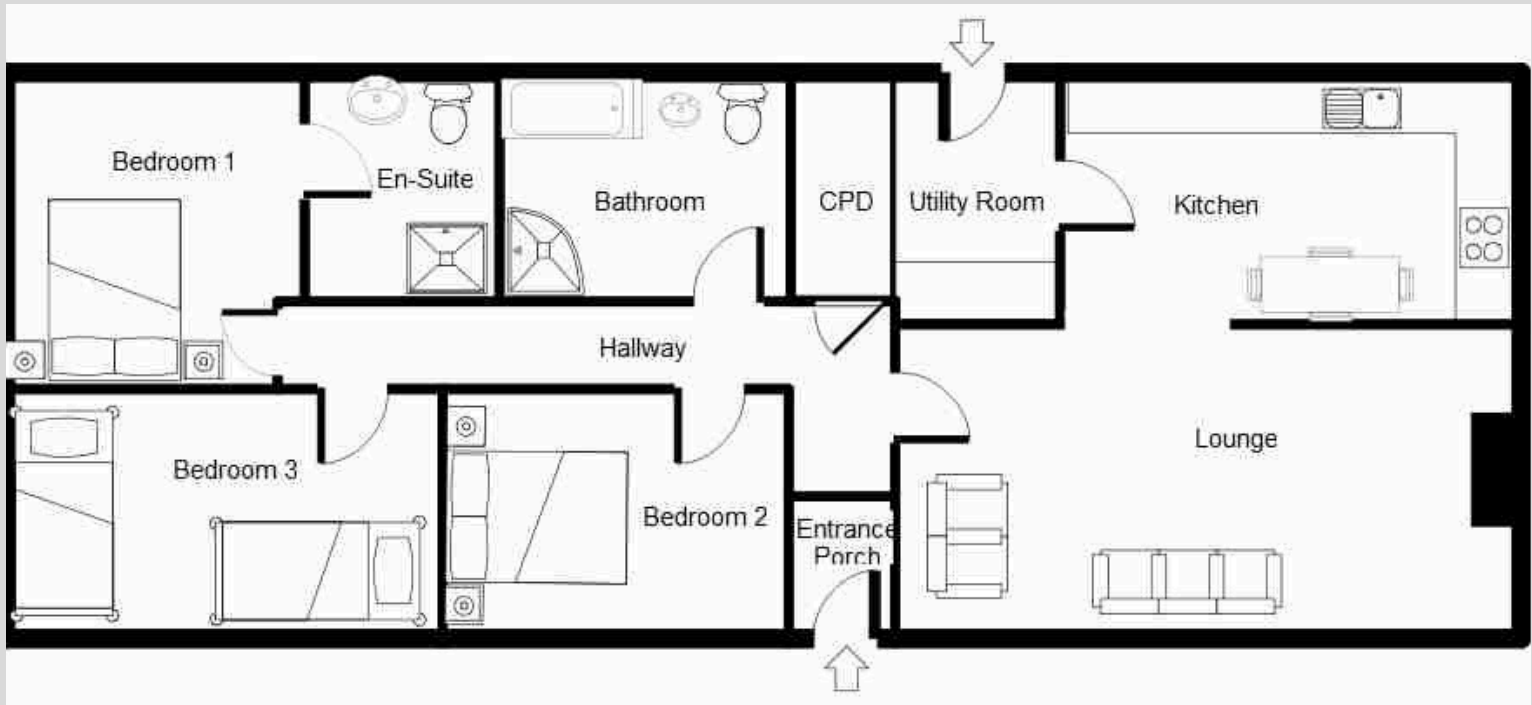 Bedroom 1
En-Suite
Bathroom
CPD
Utility Room
Kitchen
Hallway
Lounge
Bedroom 3
Bedroom 2
Entrance
Porch